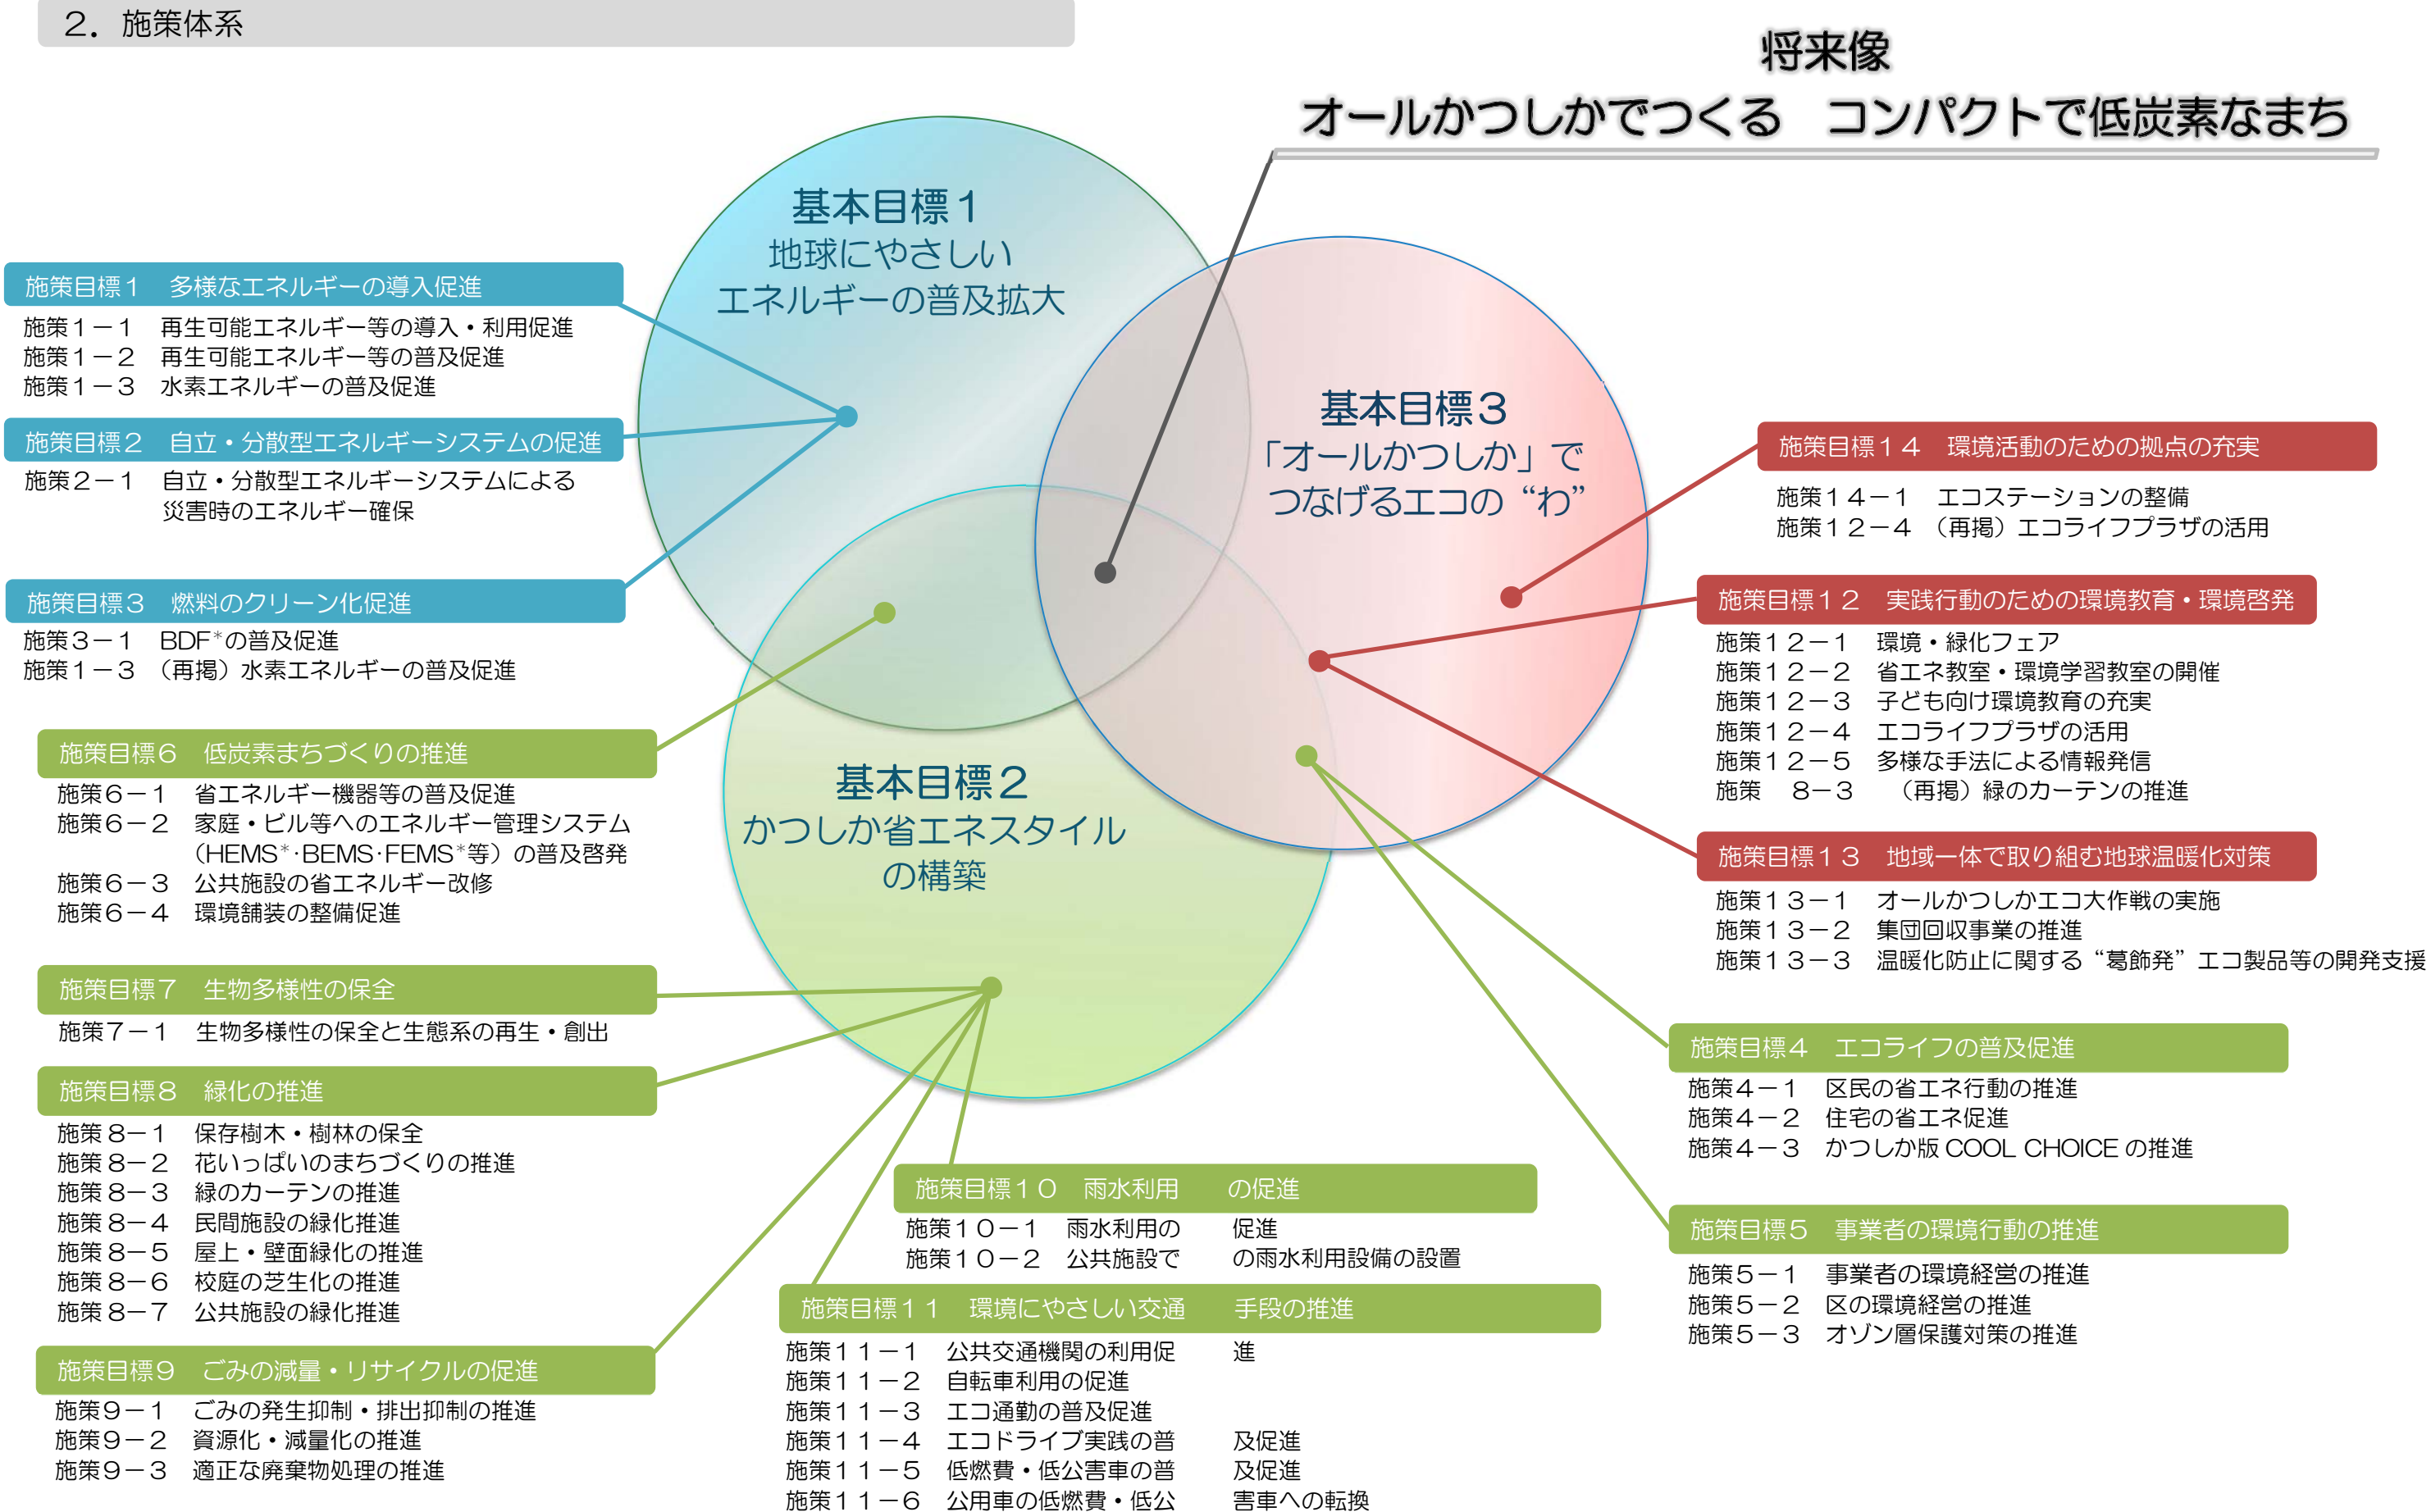 2．施策体系
将来像
オールかつしかでつくる　コンパクトで低炭素なまち
基本目標１
地球にやさしい
エネルギーの普及拡大
基本目標３
「オールかつしか」で
つなげるエコの“わ”
基本目標２
かつしか省エネスタイル
の構築
施策目標１　多様なエネルギーの導入促進
施策１－１　再生可能エネルギー等の導入・利用促進
施策１－２　再生可能エネルギー等の普及促進
施策１－３　水素エネルギーの普及促進
施策目標２　自立・分散型エネルギーシステムの促進
施策２－１　自立・分散型エネルギーシステムによる
災害時のエネルギー確保
施策目標３　燃料のクリーン化促進
施策３－１　BDF*の普及促進
施策１－３　（再掲）水素エネルギーの普及促進
施策目標６　低炭素まちづくりの推進
施策６－１　省エネルギー機器等の普及促進
施策６－２　家庭・ビル等へのエネルギー管理システム
（HEMS*･BEMS･FEMS*等）の普及啓発
施策６－３　公共施設の省エネルギー改修
施策６－４　環境舗装の整備促進
施策目標７　生物多様性の保全
施策７－１　生物多様性の保全と生態系の再生・創出
施策目標８　緑化の推進
施策８－１　保存樹木・樹林の保全
施策８－２　花いっぱいのまちづくりの推進
施策８－３　緑のカーテンの推進
施策８－４　民間施設の緑化推進
施策８－５　屋上・壁面緑化の推進
施策８－６　校庭の芝生化の推進
施策８－７　公共施設の緑化推進
施策目標９　ごみの減量・リサイクルの促進
施策９－１　ごみの発生抑制・排出抑制の推進
施策９－２　資源化・減量化の推進
施策９－３　適正な廃棄物処理の推進
施策目標１０　雨水利用　　の促進
施策１０－１　雨水利用の　　促進
施策１０－２　公共施設で　　の雨水利用設備の設置
施策目標１１　環境にやさしい交通　　手段の推進
施策１１－１　公共交通機関の利用促　　進
施策１１－２　自転車利用の促進
施策１１－３　エコ通勤の普及促進
施策１１－４　エコドライブ実践の普　　及促進
施策１１－５　低燃費・低公害車の普　　及促進
施策１１－６　公用車の低燃費・低公　　害車への転換
施策目標１４　環境活動のための拠点の充実
施策１４－１　エコステーションの整備
施策１２－４　（再掲）エコライフプラザの活用
施策目標１２　実践行動のための環境教育・環境啓発
施策１２－１　環境・緑化フェア
施策１２－２　省エネ教室・環境学習教室の開催
施策１２－３　子ども向け環境教育の充実
施策１２－４　エコライフプラザの活用
施策１２－５　多様な手法による情報発信
施策　８－３　（再掲）緑のカーテンの推進
施策目標１３　地域一体で取り組む地球温暖化対策
施策１３－１　オールかつしかエコ大作戦の実施
施策１３－２　集団回収事業の推進
施策１３－３　温暖化防止に関する“葛飾発”エコ製品等の開発支援
施策目標４　エコライフの普及促進
施策４－１　区民の省エネ行動の推進
施策４－２　住宅の省エネ促進
施策４－３　かつしか版 COOL CHOICE の推進
施策目標５　事業者の環境行動の推進
施策５－１　事業者の環境経営の推進
施策５－２　区の環境経営の推進
施策５－３　オゾン層保護対策の推進